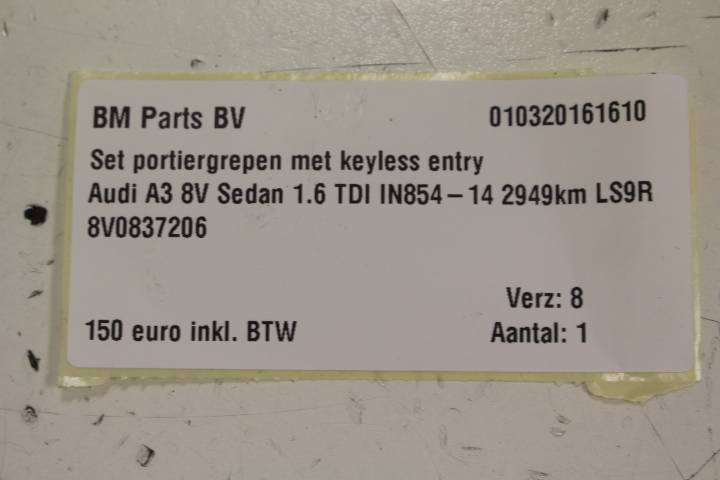 BM Parts BV 010320161610
Set portiergrepen met keyless entry
Audi A3 8V Sedan 1.6 TDI IN854-14 2949km LS9R
8V0837206
Verz: 8
150 euro inkl. BTW Aantal: 1